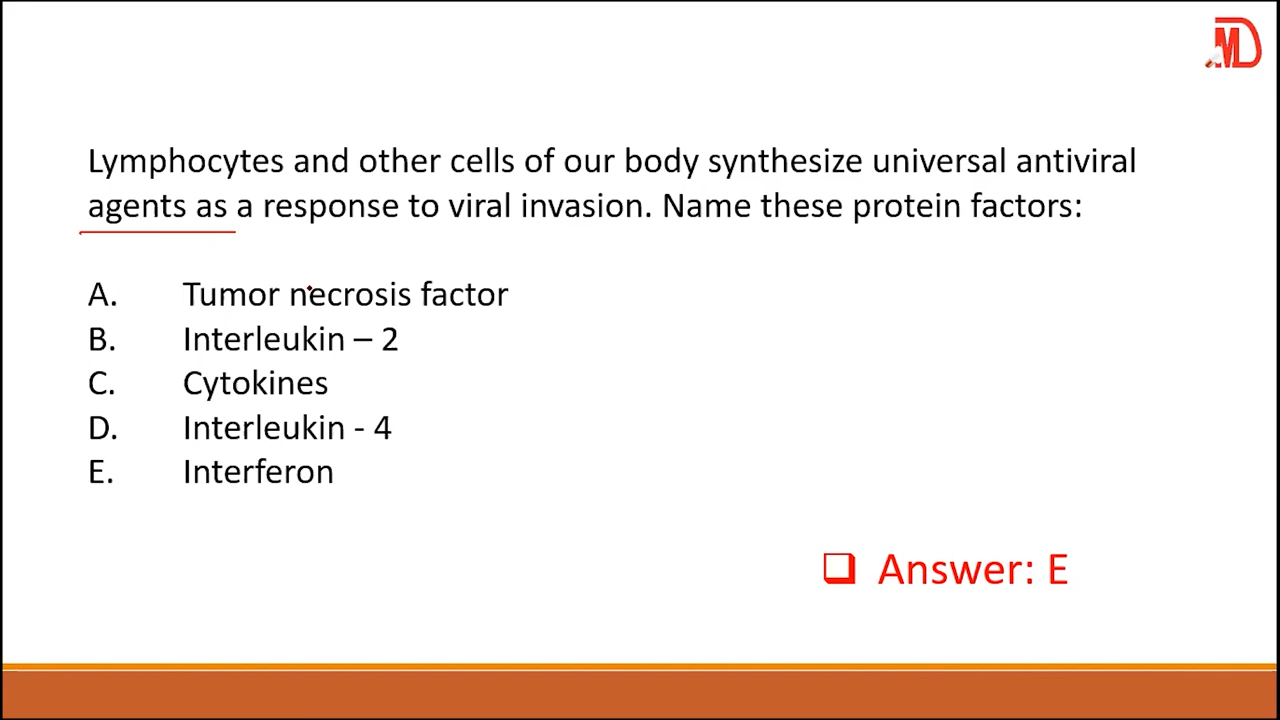 MD
Lymphocytes and other cells of our body synthesize universal antiviral
agents as a response to viral invasion. Name these protein factors:
A. Tumor necrosis factor
B. Interleukin – 2
C. Cytokines
D. Interleukin - 4
E. Interferon
❑ Answer: E